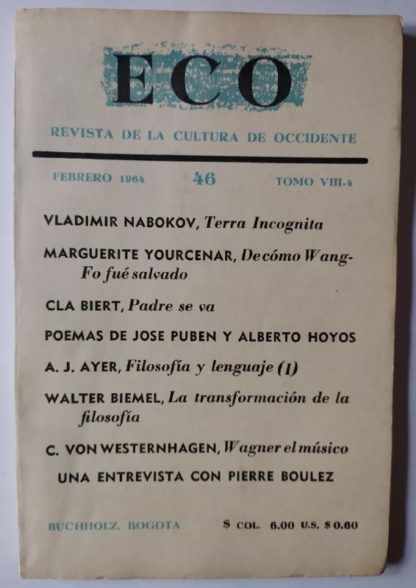 ECO
REVISTA DE LA CULTURA DE OCCIDENTE
FEBRERO 1964 46 TOMO VIII-4
VLADIMIR NABOKOV, Terra Incognita
MARGUERITE YOURCENAR, De cómo Wang-
Fo fué salvado
CLA BIERT, Padre se va
POEMAS DE JOSE PUBEN Y ALBERTO HOYOS
A. J. AYER, Filosofía y lenguaje (I)
WALTER BIEMEL, La transformación de la
filosofía
C. VON WESTERNHAGEN, Wagner el músico
UNA ENTREVISTA CON PIERRE BOULEZ
BUCHHOLZ, BOGOTA $ COL. 6.00 U.S. $ 0.60